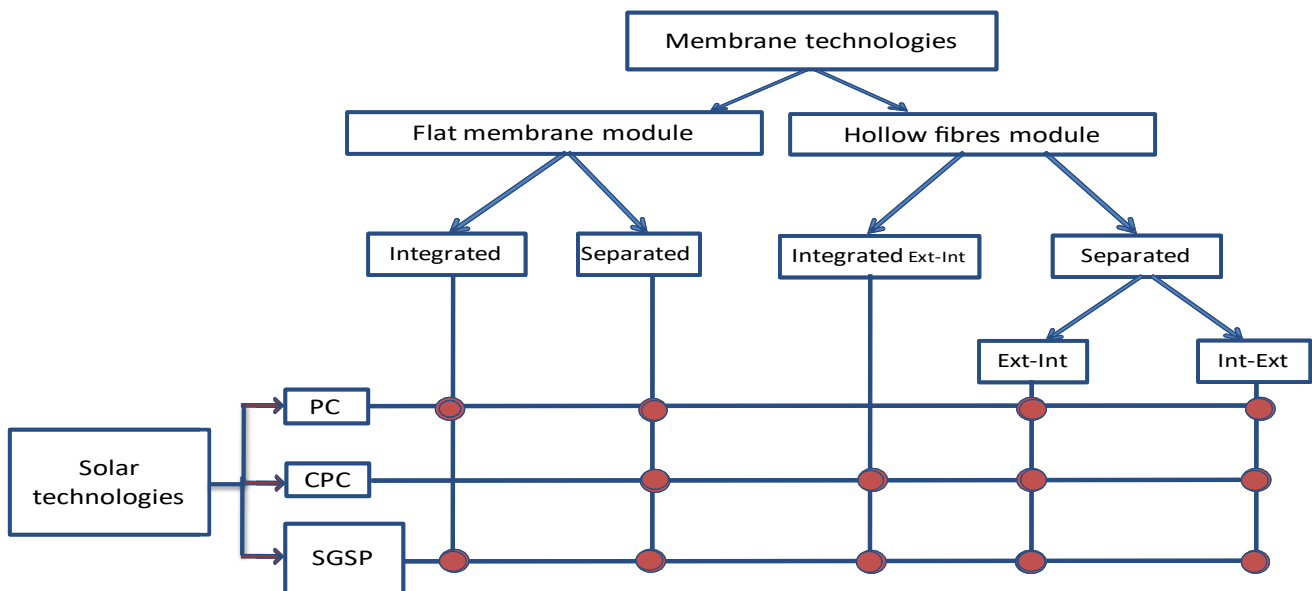 Membrane technologies
Flat membrane module
Hollow fibres module
Integrated
Separated
Integrated Ext-Int
Separated
Ext-Int
Int-Ext
PC
Solar
technologies
CPC
SGSP